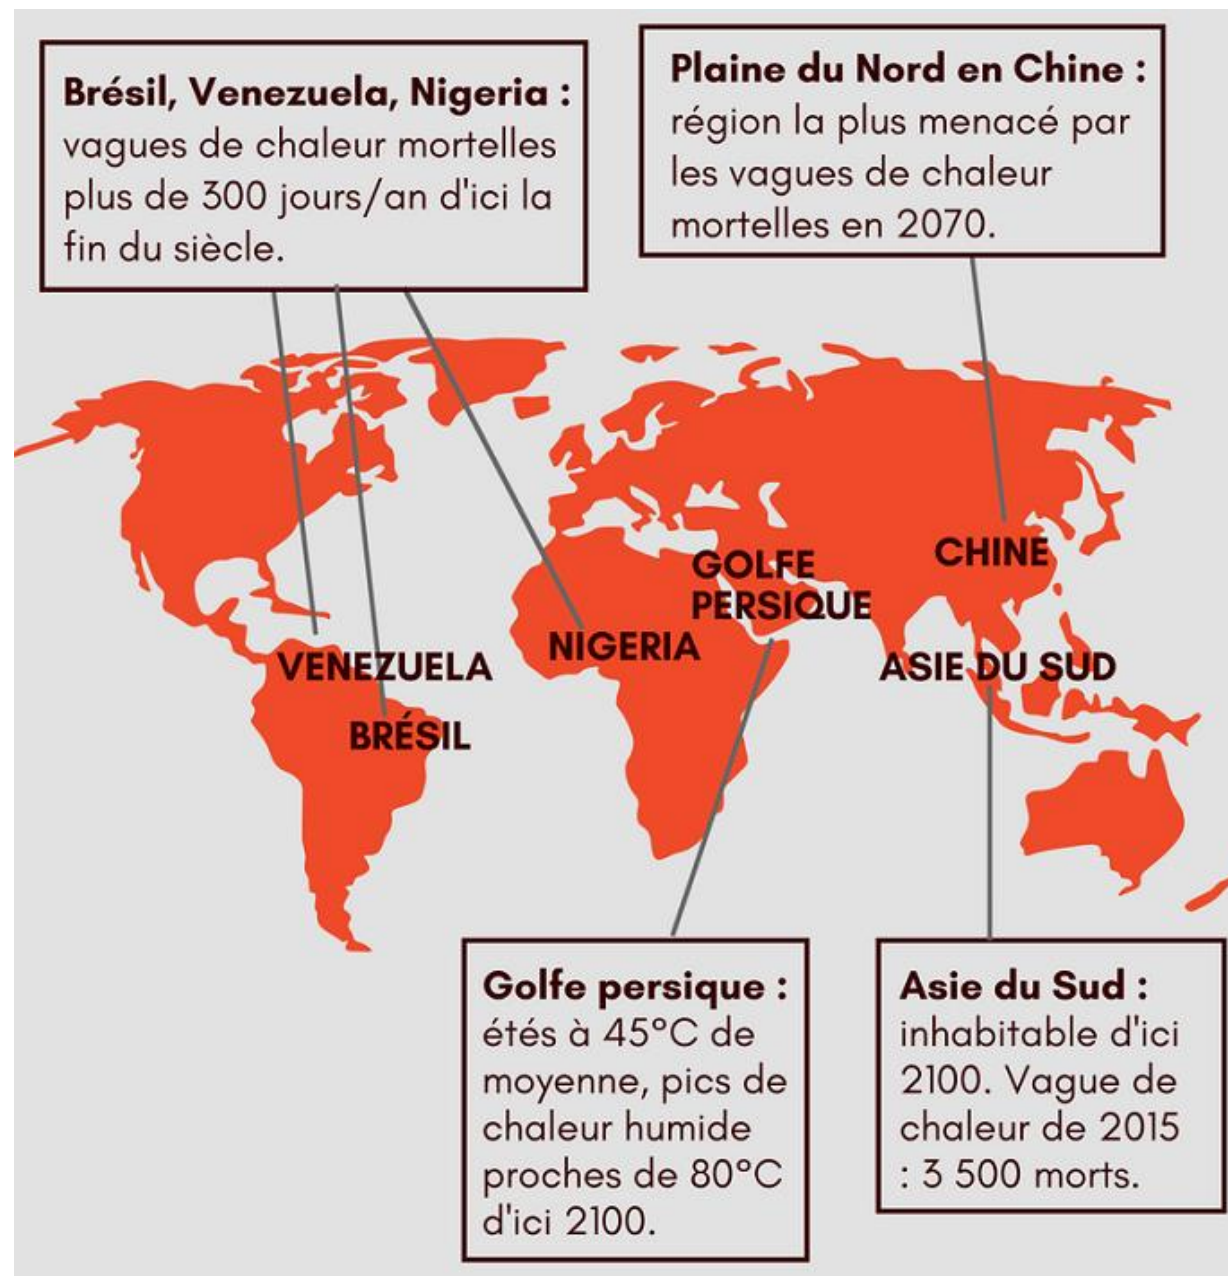 Brésil, Venezuela, Nigeria :
vagues de chaleur mortelles
plus de 300 jours/an d'ici la
fin du siècle.
Plaine du Nord en Chine :
région la plus menacé par
les vagues de chaleur
mortelles en 2070.
GOLFE
PERSIQUE
CHINE
NIGERIA
VENEZUELA
ASIE DU SUD
BRÉSIL
Golfe persique :
étés à 45°C de
moyenne, pics de
chaleur humide
proches de 80°C
d'ici 2100.
Asie du Sud :
inhabitable d'ici
2100. Vague de
chaleur de 2015
: 3 500 morts.